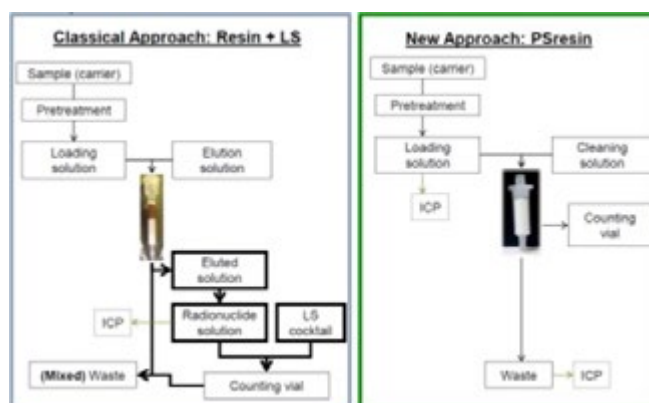 Classical Approach: Resin + LS
Sample (carrier)
Pretreatment
Loading
solution
Elution
solution
Eluted
solution
ICP
Radionuclide
solution
LS
cocktail
(Mixed) Waste
Counting vial
New Approach: PSresin
Sample (carrier)
Pretreatment
Loading
solution
Cleaning
solution
ICP
Counting
vial
Waste
ICP